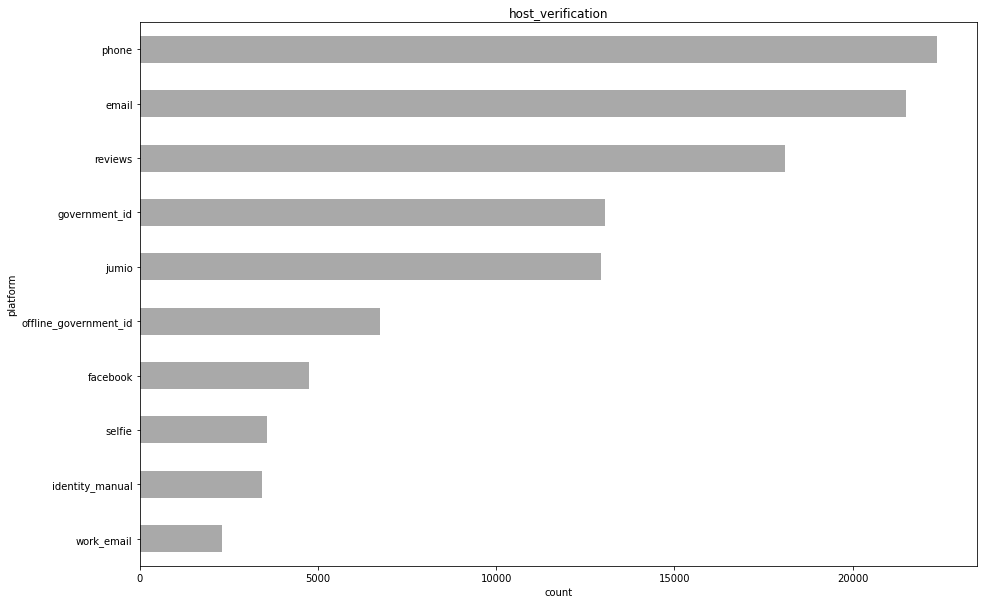 host_verification
phone
email
reviews
government_id
jumio
offline_government_id
facebook
selfie
identity_manual
work_email
platform
0 5000 10000 15000 20000
count